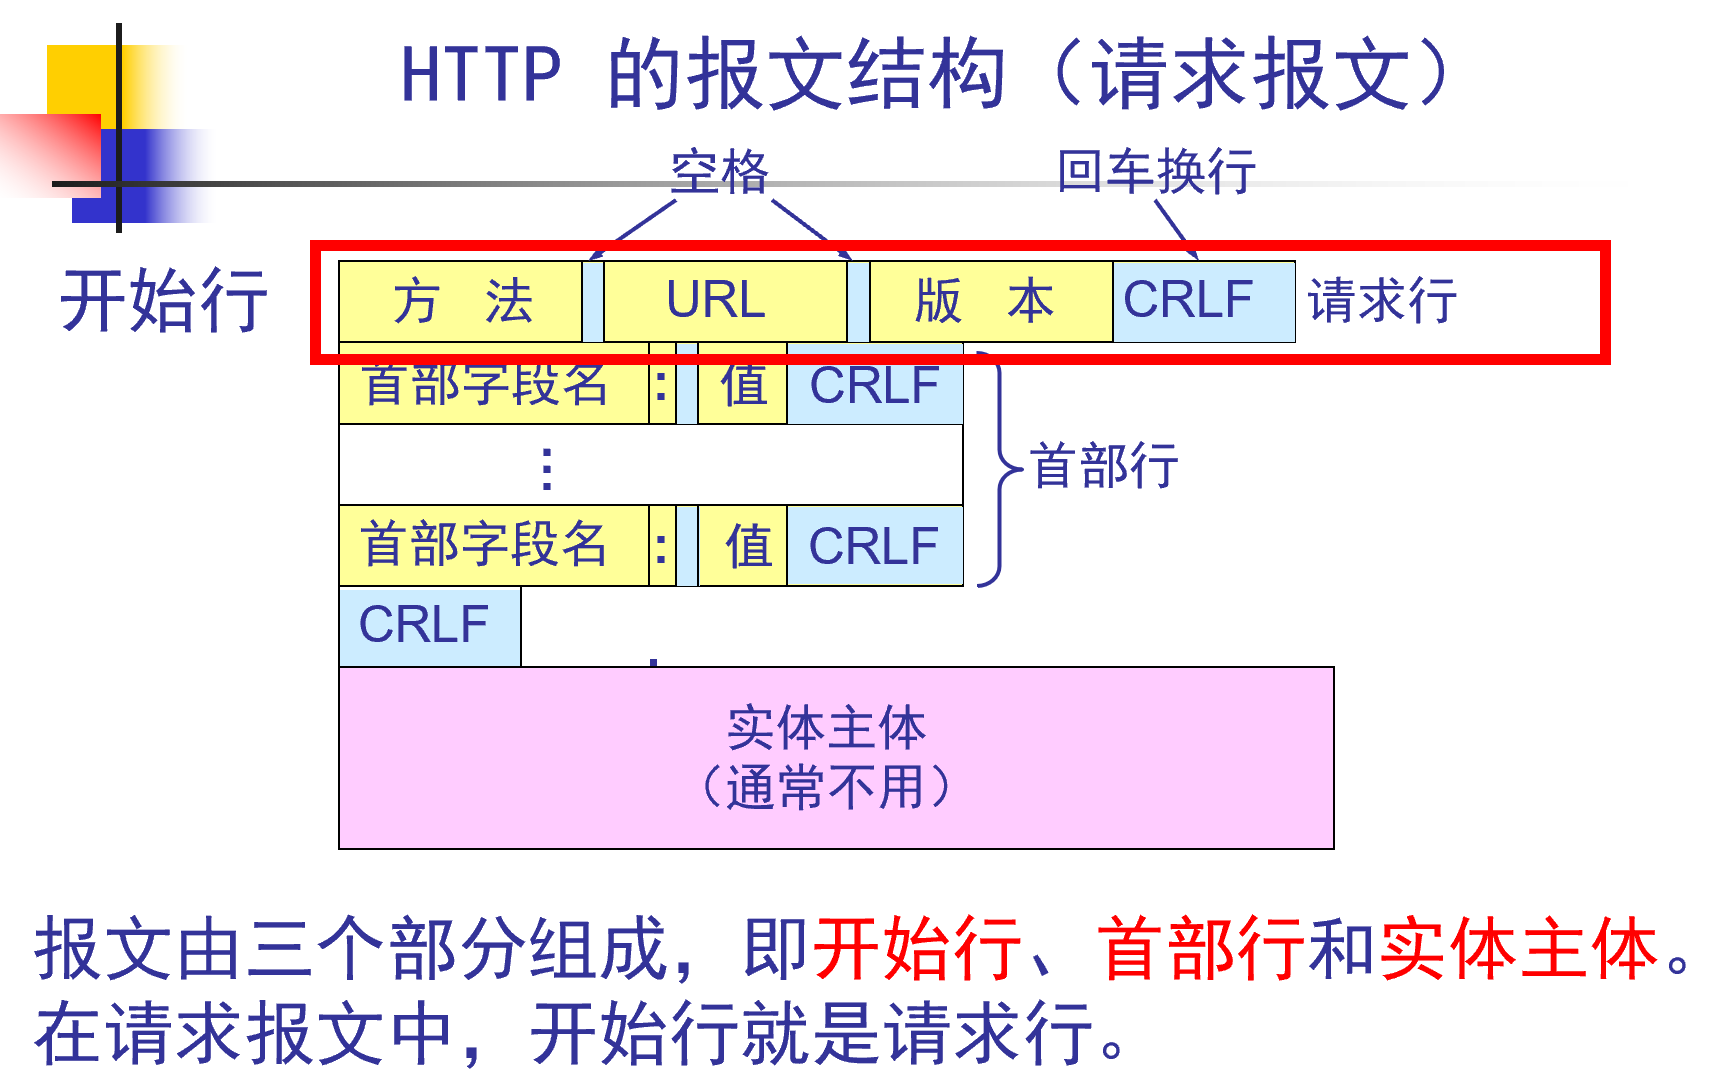 HTTP 的报文结构（请求报文）
空格 回车换行
开始行 方 法 URL 版 本 CRLF 请求行
首部字段名 : 值 CRLF
⋮ 首部行
首部字段名 : 值 CRLF
CRLF
实体主体
（通常不用）
报文由三个部分组成，即开始行、首部行和实体主体。
在请求报文中，开始行就是请求行。